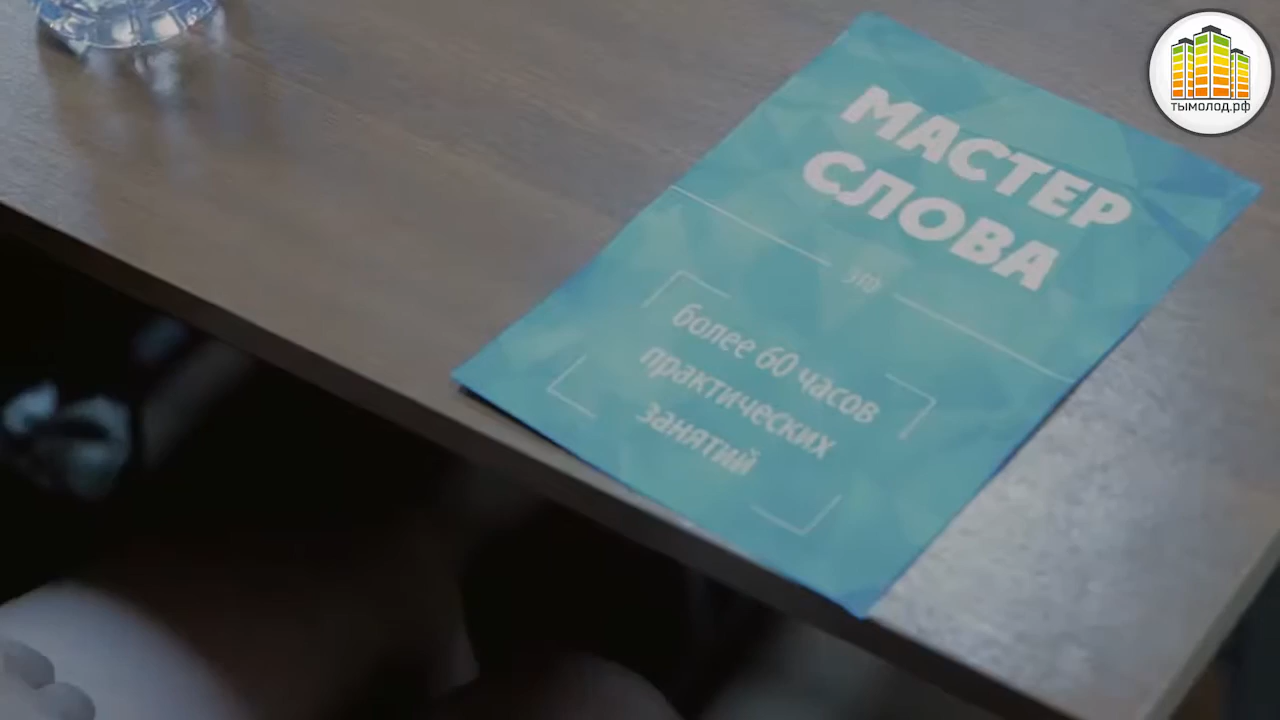 МАСТЕР
СЛОВА
это
более 60 часов
практических
занятий
тымолод.рф